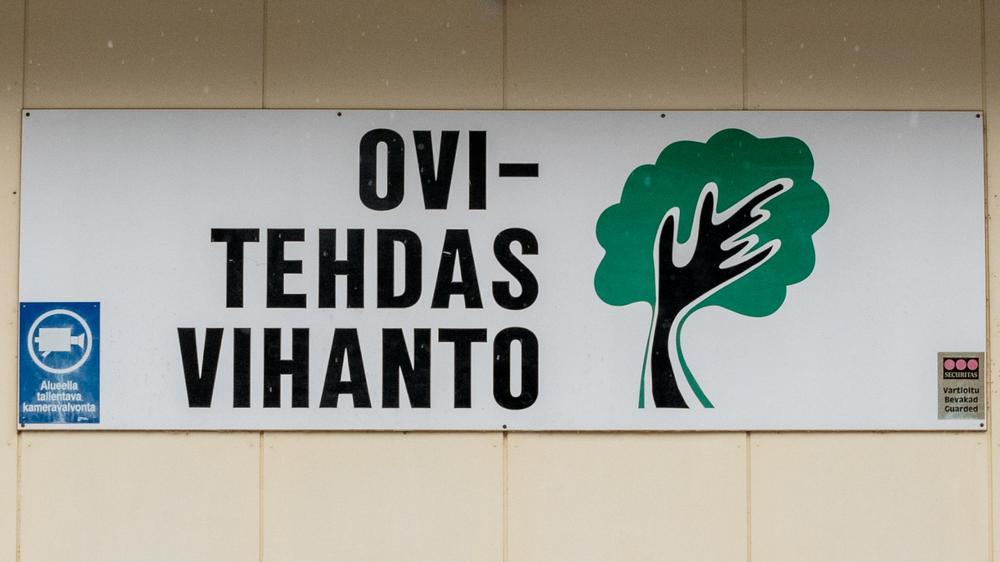 OVI-
TEHDAS
VIHANTO
Alueella
tallentava
kameravalvonta
SECURITAS
Vartioitu
Bevakad
Guarded